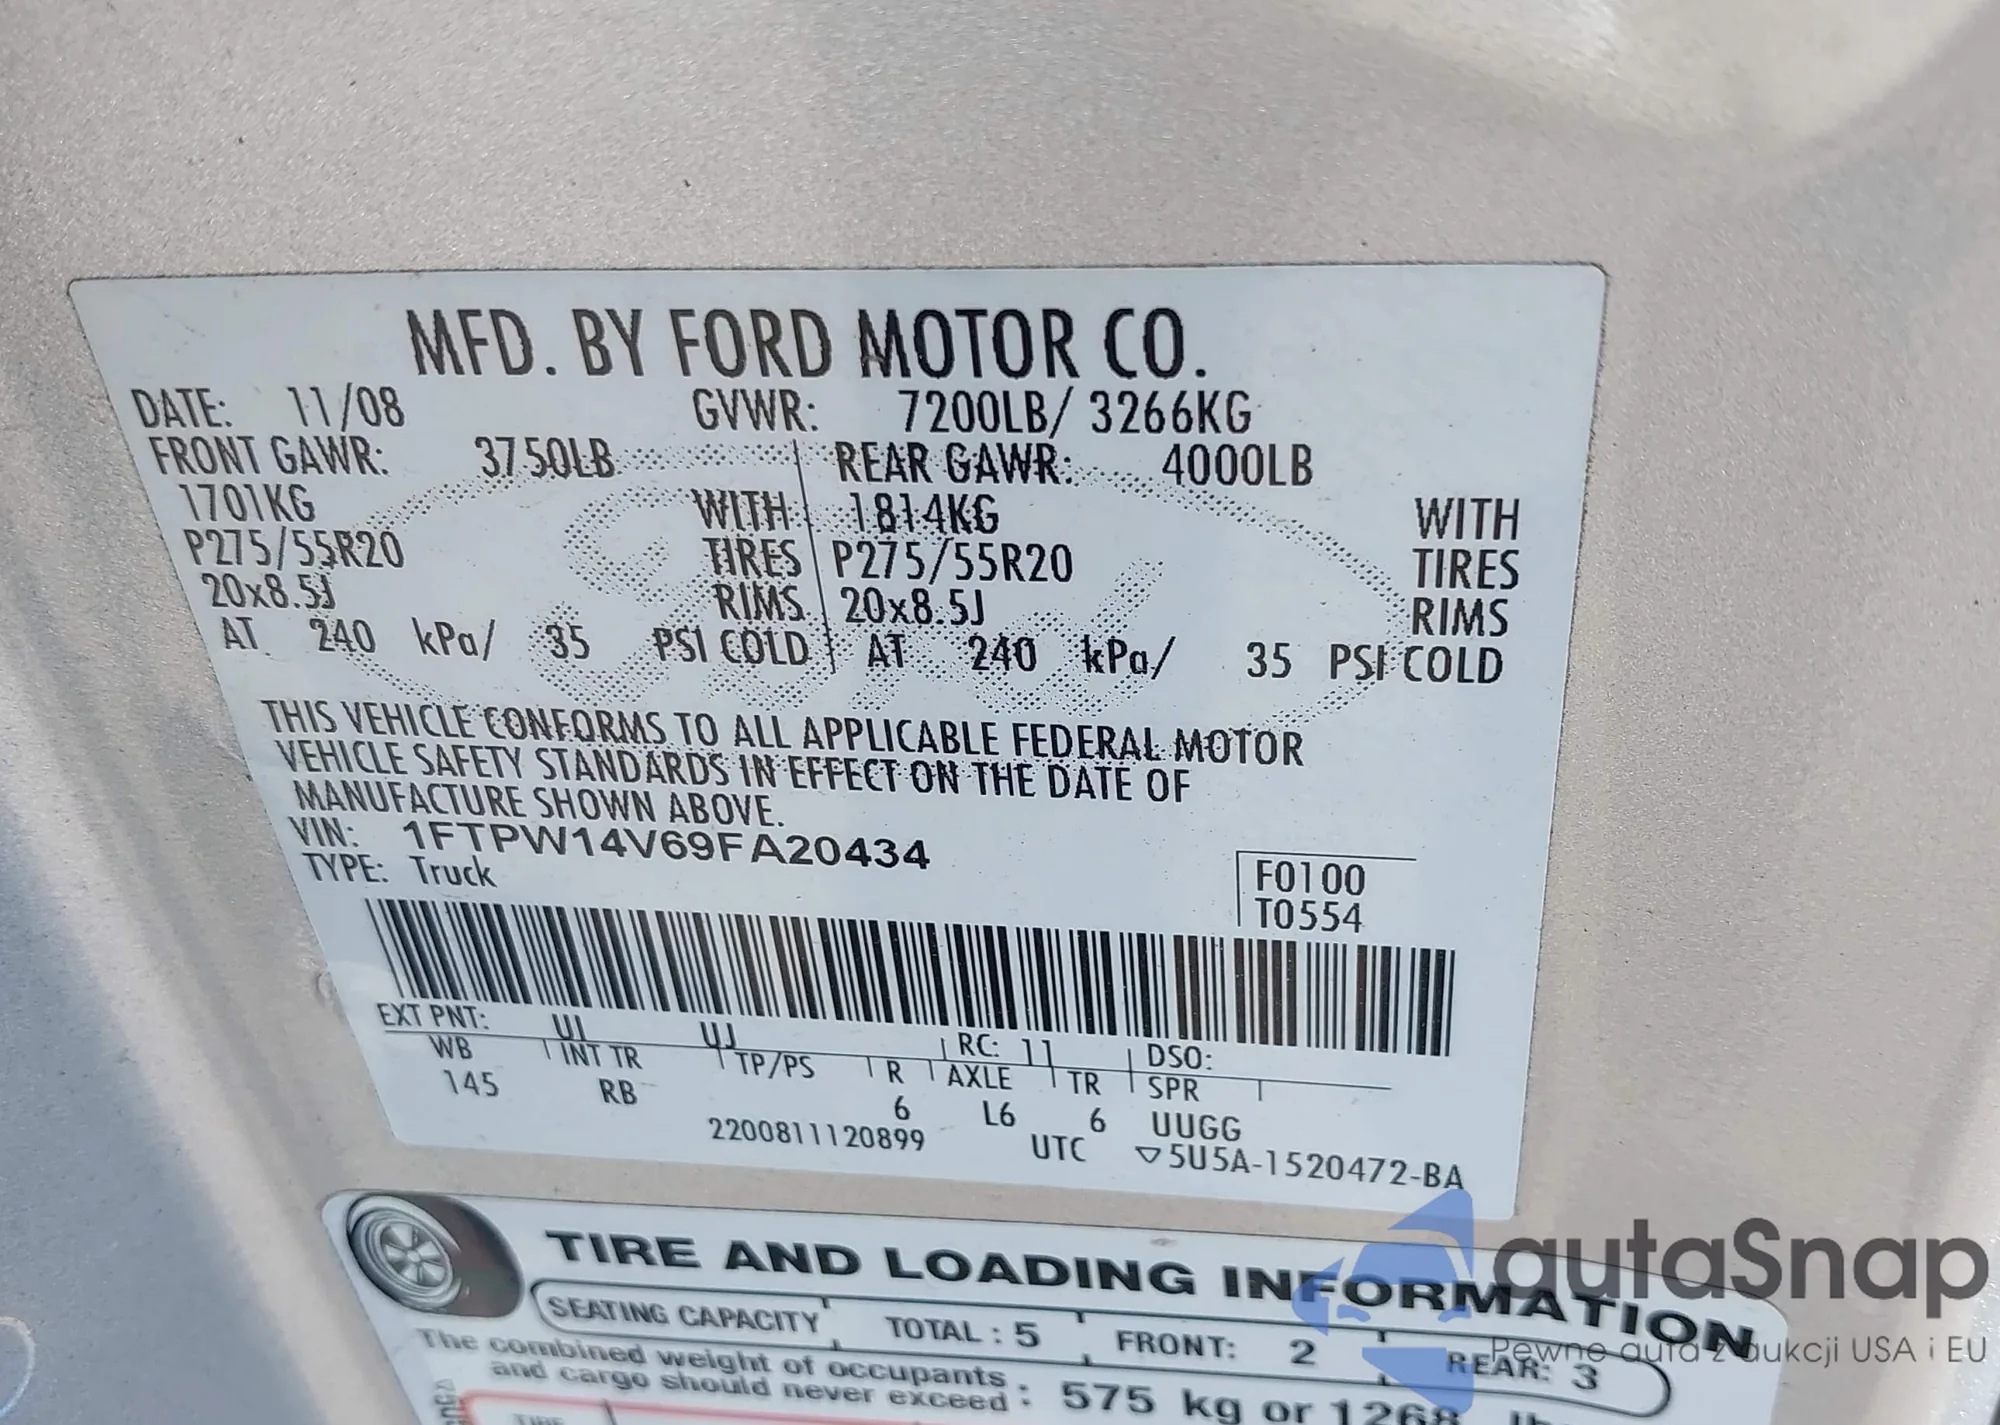 MFD. BY FORD MOTOR CO.
DATE: 11/08 GVWR: 7200LB/ 3266KG
FRONT GAWR: 3750LB REAR GAWR: 4000LB
1701KG WITH 1814KG WITH
P275/55R20 TIRES P275/55R20 TIRES
20x8.5J RIMS 20x8.5J RIMS
AT 240 kPa/ 35 PSI COLD AT 240 kPa/ 35 PSI COLD
THIS VEHICLE CONFORMS TO ALL APPLICABLE FEDERAL MOTOR
VEHICLE SAFETY STANDARDS IN EFFECT ON THE DATE OF
MANUFACTURE SHOWN ABOVE.
VIN: 1FTPW14V69FA20434
TYPE: Truck
F0100
T0554
EXT PNT: UJ UJ RC: 11 DSO:
WB INT TR TP/PS R AXLE TR SPR
145 RB 6 L6 6 UUGG
2200811120899 UTC ▽5U5A-1520472-BA
TIRE AND LOADING INFORMATION
SEATING CAPACITY TOTAL : 5 FRONT: 2 REAR: 3
The combined weight of occupants
and cargo should never exceed : 575 kg or 1268
TIRE
autaSnap
Pewne auta z aukcji USA i EU